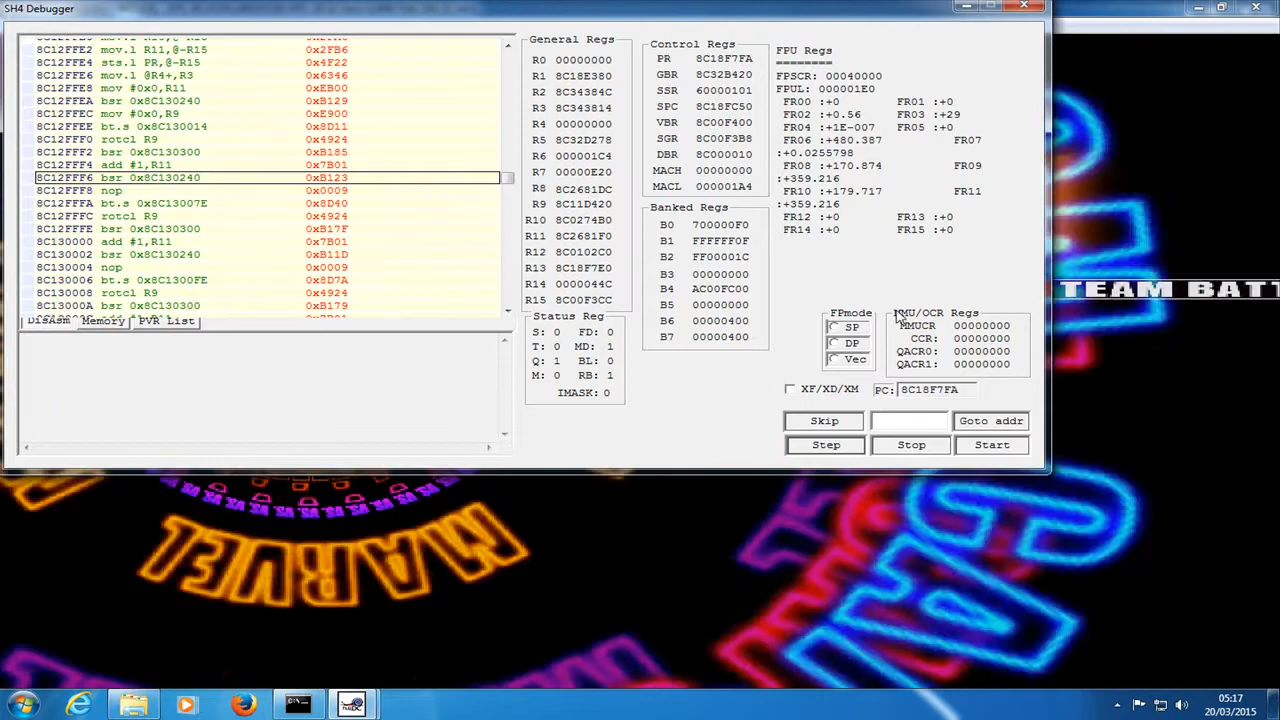 SH4 Debugger
8C12FFE2 mov.l R11,@-R15 0x2FB6
8C12FFE4 sts.l PR,@-R15 0x4F22
8C12FFE6 mov.l @R4+,R3 0x6346
8C12FFE8 mov #0x0,R11 0xEB00
8C12FFEA bsr 0x8C130240 0xB129
8C12FFEC mov #0x0,R9 0xE900
8C12FFEE bt.s 0x8C130014 0x8D11
8C12FFF0 rotcl R9 0x4924
8C12FFF2 bsr 0x8C130300 0xB185
8C12FFF4 add #1,R11 0x7B01
8C12FFF6 bsr 0x8C130240 0xB123
8C12FFF8 nop 0x0009
8C12FFFA bt.s 0x8C13007E 0x8D40
8C12FFFC rotcl R9 0x4924
8C12FFFE bsr 0x8C130300 0xB17F
8C130000 add #1,R11 0x7B01
8C130002 bsr 0x8C130240 0xB11D
8C130004 nop 0x0009
8C130006 bt.s 0x8C1300FE 0x8D7A
8C130008 rotcl R9 0x4924
8C13000A bsr 0x8C130300 0xB179
DisAsm Memory PVR List
General Regs
R0 00000000
R1 8C18E380
R2 8C34384C
R3 8C343814
R4 00000000
R5 8C32D278
R6 000001C4
R7 00000E20
R8 8C2681DC
R9 8C11D420
R10 8C0274B0
R11 8C2681F0
R12 8C0102C0
R13 8C18F7E0
R14 0000044C
R15 8C00F3CC
Status Reg
S: 0 FD: 0
T: 0 MD: 1
Q: 1 BL: 0
M: 0 RB: 1
IMASK: 0
Control Regs
PR 8C18F7FA
GBR 8C32B420
SSR 60000101
SPC 8C18FC50
VBR 8C00F400
SGR 8C00F3B8
DBR 8C000010
MACH 00000000
MACL 000001A4
Banked Regs
B0 700000F0
B1 FFFFFF0F
B2 FF00001C
B3 00000000
B4 AC00FC00
B5 00000000
B6 00000400
B7 00000400
FPU Regs
========
FPSCR: 00040000
FPUL: 000001E0
FR00 :+0 FR01 :+0
FR02 :+0.56 FR03 :+29
FR04 :+1E-007 FR05 :+0
FR06 :+480.387 FR07
:+0.0255798
FR08 :+170.874 FR09
:+359.216
FR10 :+179.717 FR11
:+359.216
FR12 :+0 FR13 :+0
FR14 :+0 FR15 :+0
FPmode
SP
DP
Vec
MMU/OCR Regs
MMUCR 00000000
CCR: 00000000
QACR0: 00000000
QACR1: 00000000
XF/XD/XM PC: 8C18F7FA
Skip Goto addr
Step Stop Start
TEAM BATT
MARVEL
05:17
20/03/2015